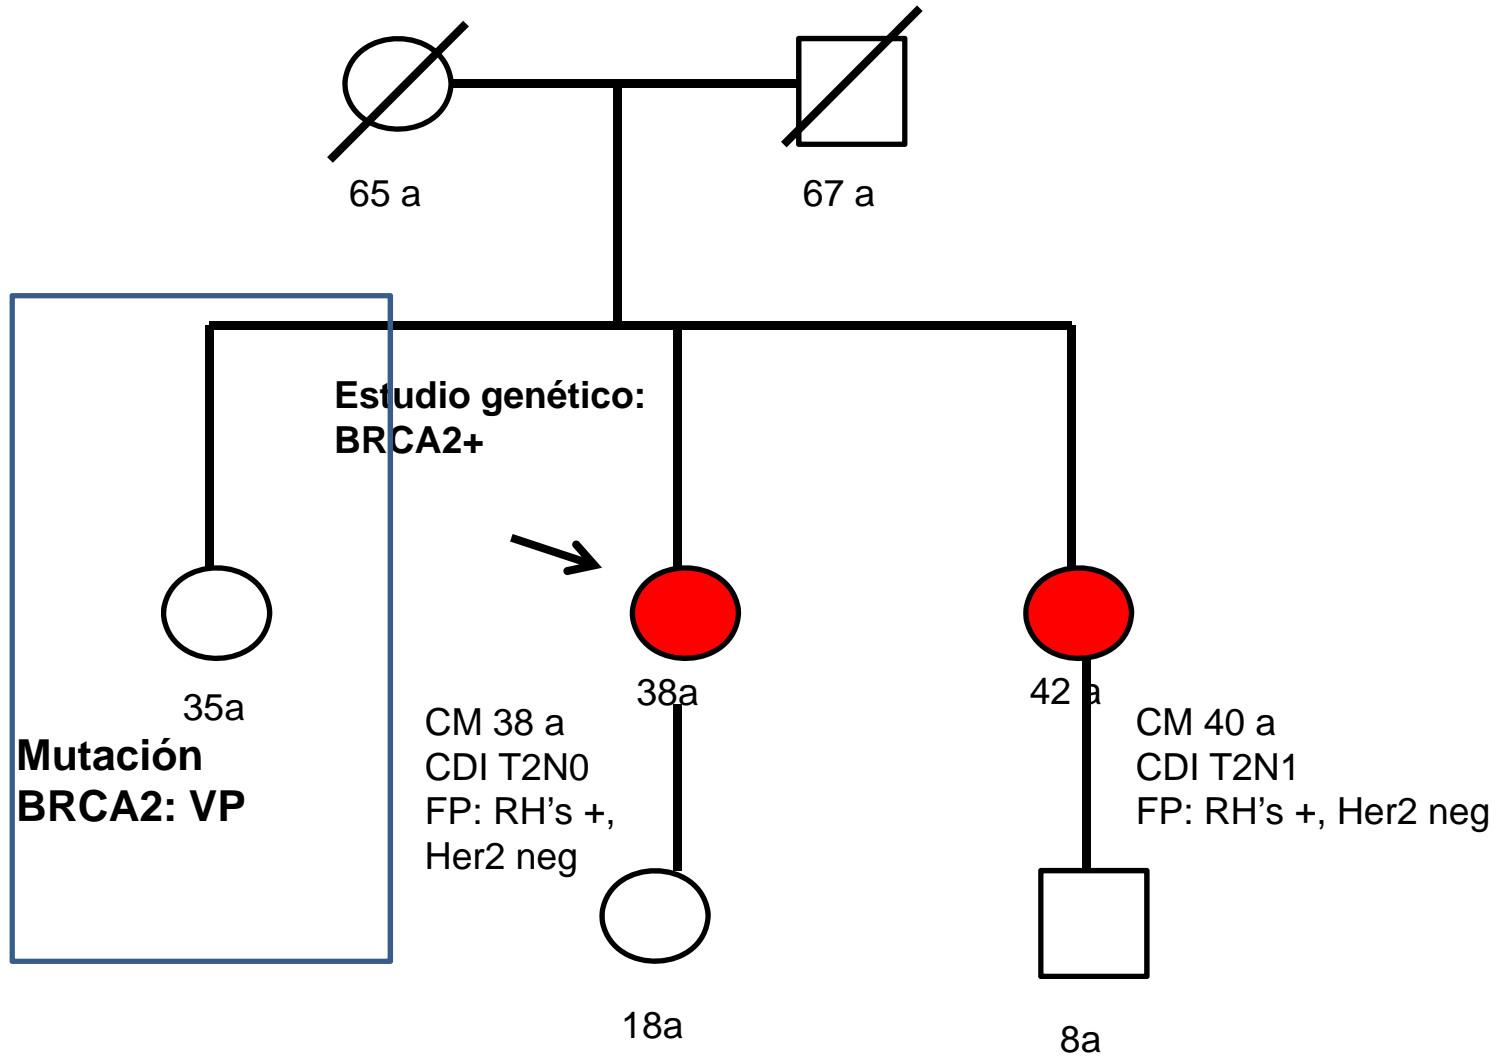 65 a
67 a
Estudio genético:
BRCA2+
35a
Mutación
BRCA2: VP
38a
CM 38 a
CDI T2N0
FP: RH’s +,
Her2 neg
42 a
CM 40 a
CDI T2N1
FP: RH’s +, Her2 neg
18a
8a